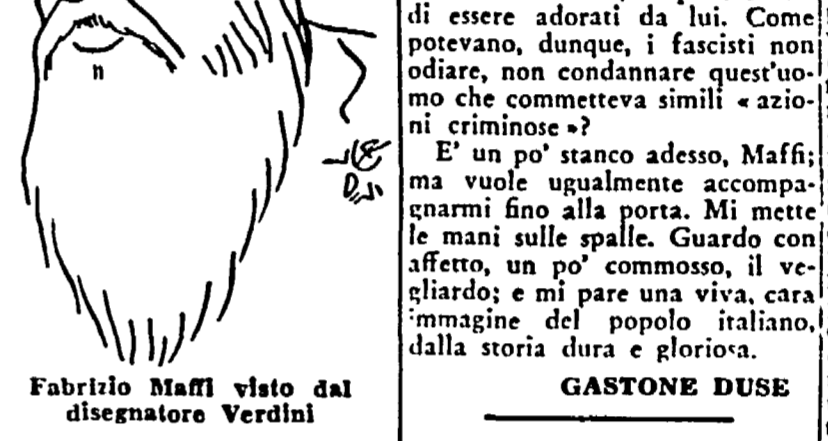 di essere adorati da lui. Come
potevano, dunque, i fascisti non
odiare, non condannare quest'uo-
mo che commetteva simili « azio-
ni criminose »?
E' un po' stanco adesso, Maffi;
ma vuole ugualmente accompa-
gnarmi fino alla porta. Mi mette
le mani sulle spalle. Guardo con
affetto, un po' commosso, il ve-
gliardo; e mi pare una viva, cara
immagine del popolo italiano,
dalla storia dura e gloriosa.
GASTONE DUSE
Fabrizio Maffi visto dal
disegnatore Verdini